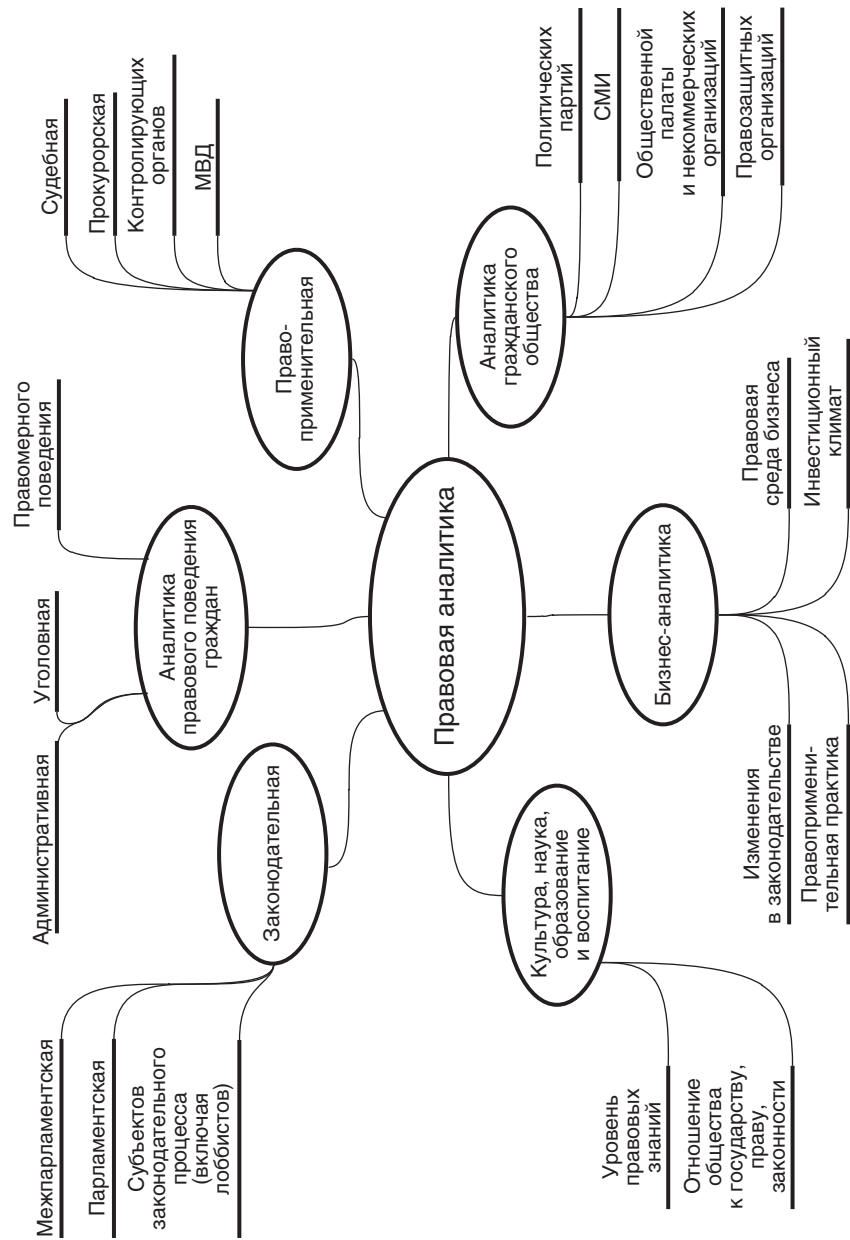 Межпарламентская
Парламентская
Субъектов
законодательного
процесса
(включая
лоббистов)
Законодательная
Административная
Уголовная
Правомерного
поведения
Аналитика
правового поведения
граждан
Судебная
Прокурорская
Контролирующих
органов
МВД
Право-
применительная
Правовая аналитика
Культура, наука,
образование
и воспитание
Уровень
правовых
знаний
Отношение
общества
к государству,
праву,
законности
Бизнес-аналитика
Изменения
в законодательстве
Правопримени-
тельная практика
Правовая
среда бизнеса
Инвестиционный
климат
Аналитика
гражданского
общества
Политических
партий
СМИ
Общественной
палаты
и некоммерческих
организаций
Правозащитных
организаций